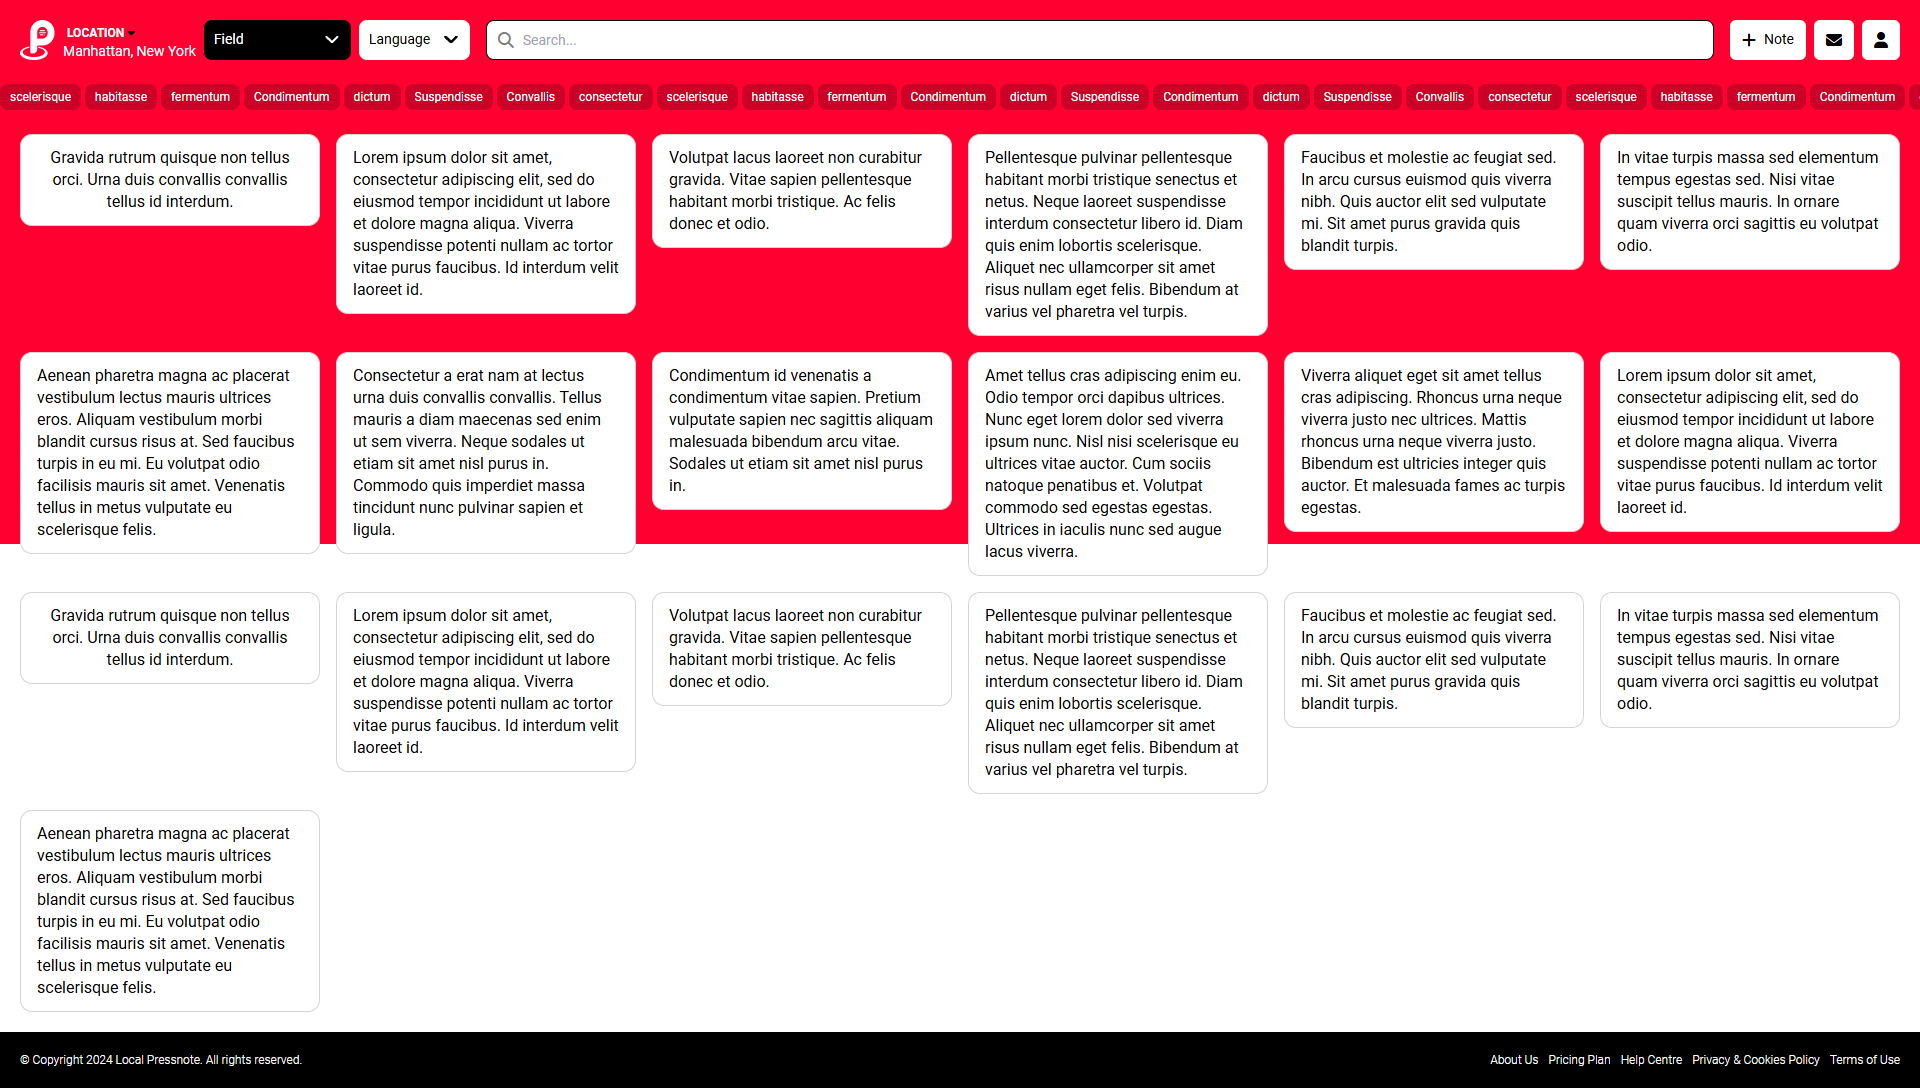 LOCATION
Manhattan, New York
Field
Language
Search...
Note
scelerisque habitasse fermentum Condimentum dictum Suspendisse Convallis consectetur scelerisque habitasse fermentum Condimentum dictum Suspendisse Condimentum dictum Suspendisse Convallis consectetur scelerisque habitasse fermentum Condimentum
Gravida rutrum quisque non tellus
orci. Urna duis convallis convallis
tellus id interdum.
Lorem ipsum dolor sit amet,
consectetur adipiscing elit, sed do
eiusmod tempor incididunt ut labore
et dolore magna aliqua. Viverra
suspendisse potenti nullam ac tortor
vitae purus faucibus. Id interdum velit
laoreet id.
Volutpat lacus laoreet non curabitur
gravida. Vitae sapien pellentesque
habitant morbi tristique. Ac felis
donec et odio.
Pellentesque pulvinar pellentesque
habitant morbi tristique senectus et
netus. Neque laoreet suspendisse
interdum consectetur libero id. Diam
quis enim lobortis scelerisque.
Aliquet nec ullamcorper sit amet
risus nullam eget felis. Bibendum at
varius vel pharetra vel turpis.
Faucibus et molestie ac feugiat sed.
In arcu cursus euismod quis viverra
nibh. Quis auctor elit sed vulputate
mi. Sit amet purus gravida quis
blandit turpis.
In vitae turpis massa sed elementum
tempus egestas sed. Nisi vitae
suscipit tellus mauris. In ornare
quam viverra orci sagittis eu volutpat
odio.
Aenean pharetra magna ac placerat
vestibulum lectus mauris ultrices
eros. Aliquam vestibulum morbi
blandit cursus risus at. Sed faucibus
turpis in eu mi. Eu volutpat odio
facilisis mauris sit amet. Venenatis
tellus in metus vulputate eu
scelerisque felis.
Consectetur a erat nam at lectus
urna duis convallis convallis. Tellus
mauris a diam maecenas sed enim
ut sem viverra. Neque sodales ut
etiam sit amet nisl purus in.
Commodo quis imperdiet massa
tincidunt nunc pulvinar sapien et
ligula.
Condimentum id venenatis a
condimentum vitae sapien. Pretium
vulputate sapien nec sagittis aliquam
malesuada bibendum arcu vitae.
Sodales ut etiam sit amet nisl purus
in.
Amet tellus cras adipiscing enim eu.
Odio tempor orci dapibus ultrices.
Nunc eget lorem dolor sed viverra
ipsum nunc. Nisl nisi scelerisque eu
ultrices vitae auctor. Cum sociis
natoque penatibus et. Volutpat
commodo sed egestas egestas.
Ultrices in iaculis nunc sed augue
lacus viverra.
Viverra aliquet eget sit amet tellus
cras adipiscing. Rhoncus urna neque
viverra justo nec ultrices. Mattis
rhoncus urna neque viverra justo.
Bibendum est ultricies integer quis
auctor. Et malesuada fames ac turpis
egestas.
Lorem ipsum dolor sit amet,
consectetur adipiscing elit, sed do
eiusmod tempor incididunt ut labore
et dolore magna aliqua. Viverra
suspendisse potenti nullam ac tortor
vitae purus faucibus. Id interdum velit
laoreet id.
Gravida rutrum quisque non tellus
orci. Urna duis convallis convallis
tellus id interdum.
Lorem ipsum dolor sit amet,
consectetur adipiscing elit, sed do
eiusmod tempor incididunt ut labore
et dolore magna aliqua. Viverra
suspendisse potenti nullam ac tortor
vitae purus faucibus. Id interdum velit
laoreet id.
Volutpat lacus laoreet non curabitur
gravida. Vitae sapien pellentesque
habitant morbi tristique. Ac felis
donec et odio.
Pellentesque pulvinar pellentesque
habitant morbi tristique senectus et
netus. Neque laoreet suspendisse
interdum consectetur libero id. Diam
quis enim lobortis scelerisque.
Aliquet nec ullamcorper sit amet
risus nullam eget felis. Bibendum at
varius vel pharetra vel turpis.
Faucibus et molestie ac feugiat sed.
In arcu cursus euismod quis viverra
nibh. Quis auctor elit sed vulputate
mi. Sit amet purus gravida quis
blandit turpis.
In vitae turpis massa sed elementum
tempus egestas sed. Nisi vitae
suscipit tellus mauris. In ornare
quam viverra orci sagittis eu volutpat
odio.
Aenean pharetra magna ac placerat
vestibulum lectus mauris ultrices
eros. Aliquam vestibulum morbi
blandit cursus risus at. Sed faucibus
turpis in eu mi. Eu volutpat odio
facilisis mauris sit amet. Venenatis
tellus in metus vulputate eu
scelerisque felis.
© Copyright 2024 Local Pressnote. All rights reserved.
About Us Pricing Plan Help Centre Privacy & Cookies Policy Terms of Use